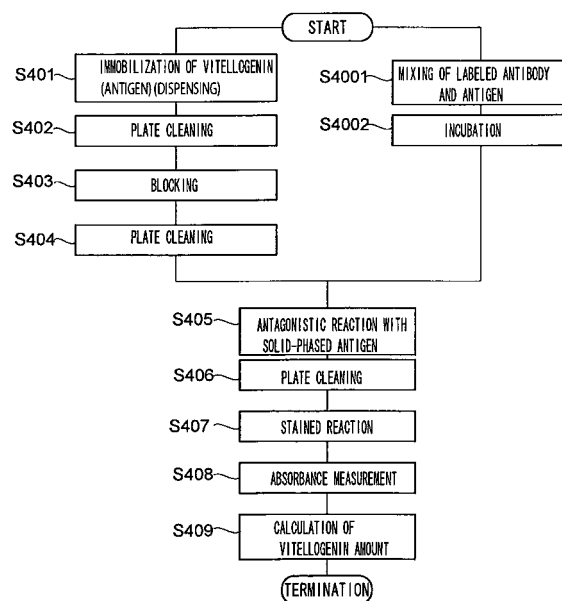 START
S401
IMMOBILIZATION OF VITELLOGENIN
(ANTIGEN)(DISPENSING)
S4001
MIXING OF LABELED ANTIBODY
AND ANTIGEN
S402
PLATE CLEANING
S4002
INCUBATION
S403
BLOCKING
S404
PLATE CLEANING
S405
ANTAGONISTIC REACTION WITH
SOLID-PHASED ANTIGEN
S406
PLATE CLEANING
S407
STAINED REACTION
S408
ABSORBANCE MEASUREMENT
S409
CALCULATION OF
VITELLOGENIN AMOUNT
TERMINATION